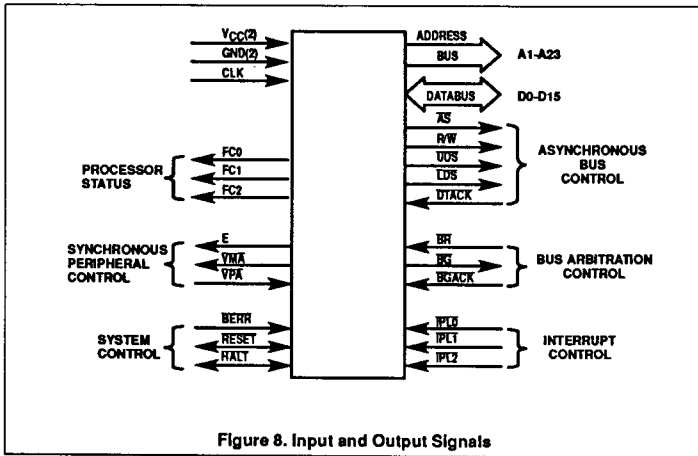 VCC(2)
GND(2)
CLK
PROCESSOR
STATUS
FC0
FC1
FC2
SYNCHRONOUS
PERIPHERAL
CONTROL
E
VMA
VPA
SYSTEM
CONTROL
BERR
RESET
HALT
ADDRESS
BUS
A1-A23
DATABUS
D0-D15
AS
R/W
UDS
LDS
DTACK
ASYNCHRONOUS
BUS
CONTROL
BR
BG
BGACK
BUS ARBITRATION
CONTROL
IPL0
IPL1
IPL2
INTERRUPT
CONTROL
Figure 8. Input and Output Signals